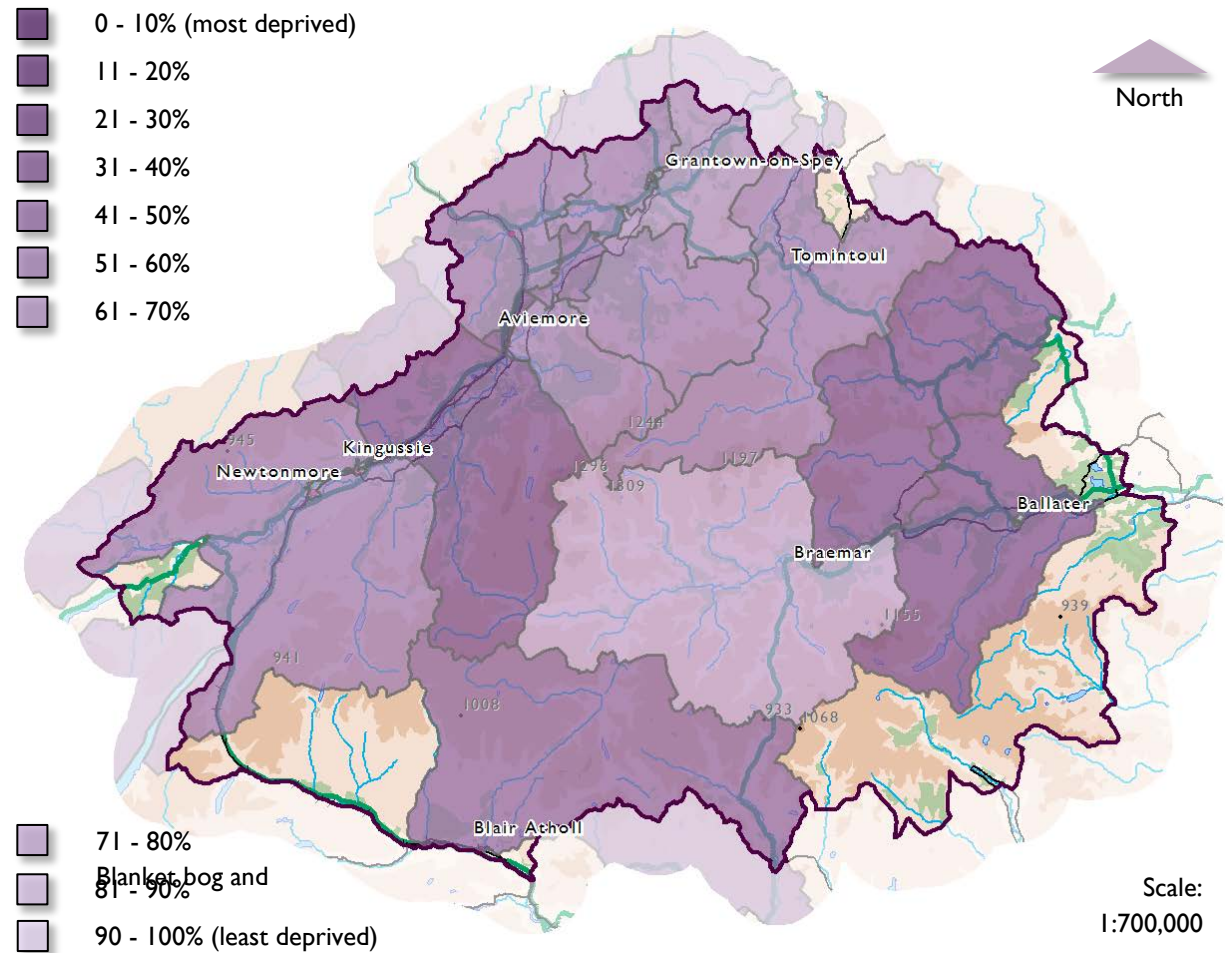 0 - 10% (most deprived)
11 - 20%
21 - 30%
31 - 40%
41 - 50%
51 - 60%
61 - 70%
North
Grantown-on-Spey
Tomintoul
Aviemore
1244
945
Kingussie
1197
1296
Newtonmore
1309
Ballater
Braemar
939
1155
941
1008
933
1068
Blair Atholl
71 - 80%
Blanket bog and
81 - 90%
90 - 100% (least deprived)
Scale:
1:700,000